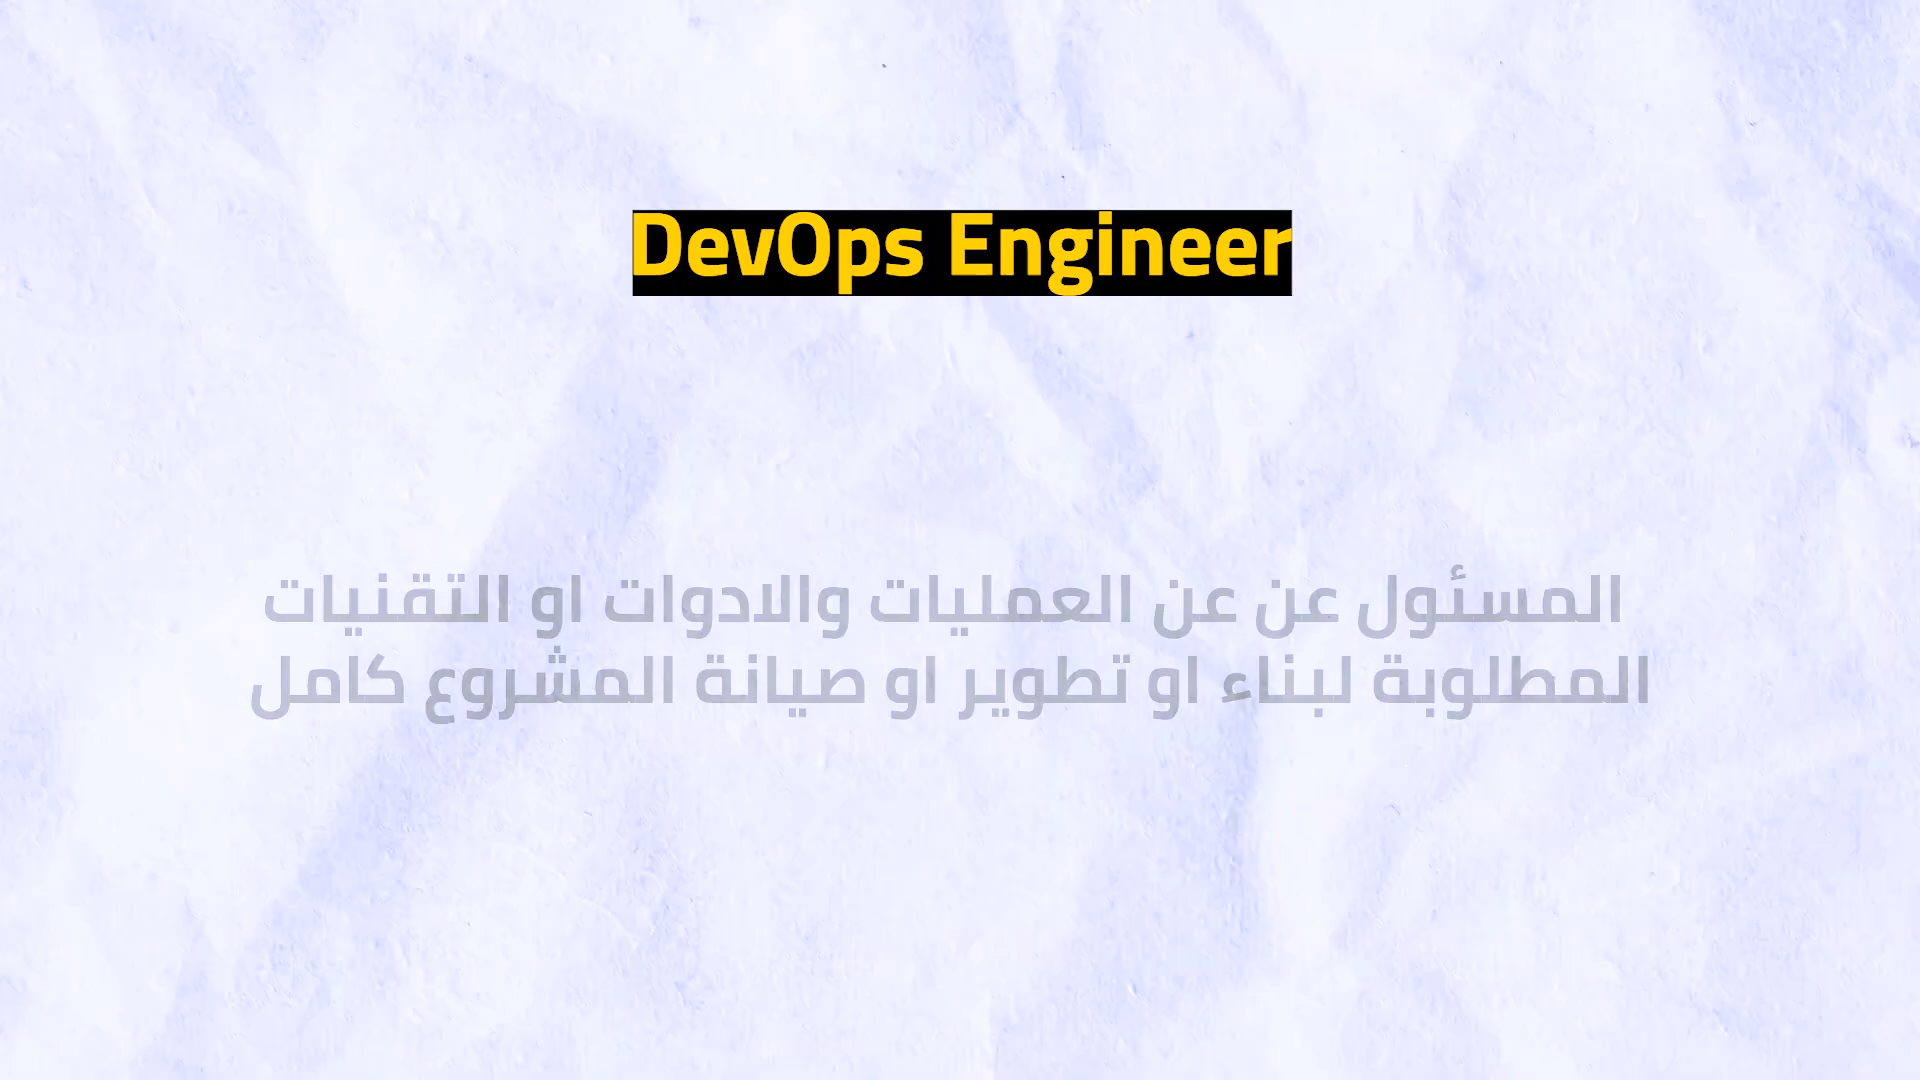 DevOps Engineer
المسئول عن عن العمليات والادوات او التقنيات
المطلوبة لبناء او تطوير او صيانة المشروع كامل